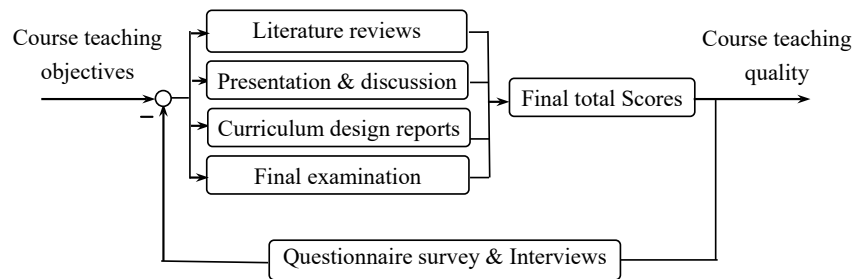 Course teaching
objectives
Literature reviews
Presentation & discussion
Curriculum design reports
Final examination
Final total Scores
Course teaching
quality
−
Questionnaire survey & Interviews